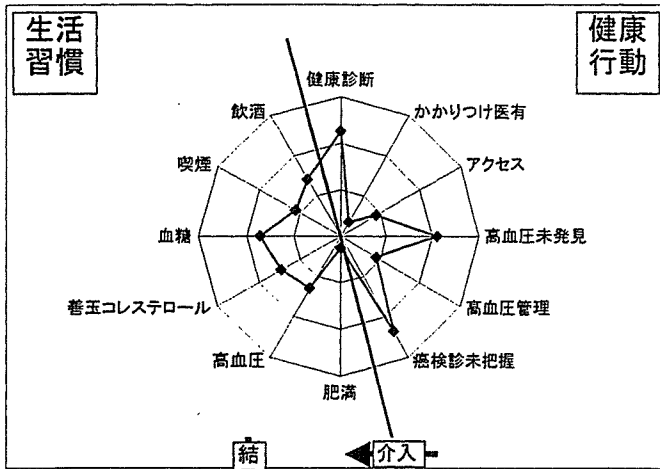 生活
習慣
健康
行動
健康診断
飲酒
かかりつけ医有
喫煙
アクセス
血糖
高血圧未発見
善玉コレステロール
高血圧管理
高血圧
癌検診未把握
肥満
結
介入